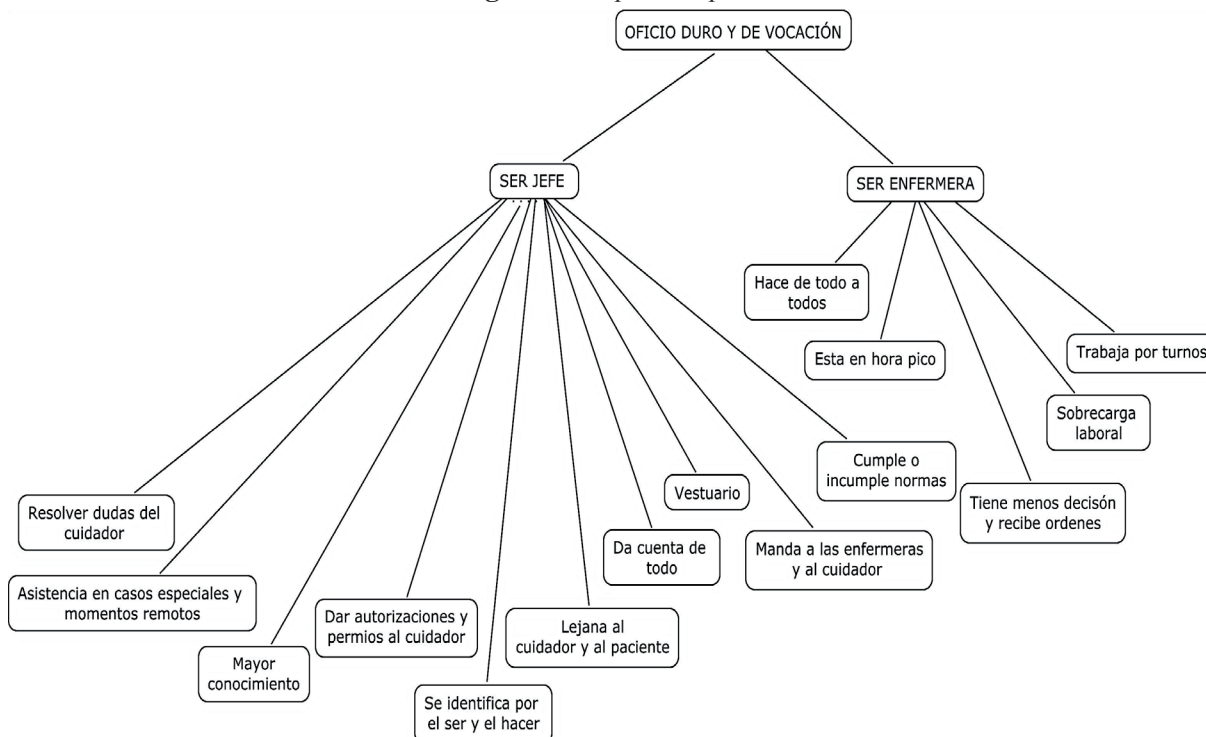 OFICIO DURO Y DE VOCACIÓN
SER JEFE
SER ENFERMERA
Resolver dudas del
cuidador
Asistencia en casos especiales y
momentos remotos
Mayor
conocimiento
Dar autorizaciones y
permios al cuidador
Se identifica por
el ser y el hacer
Lejana al
cuidador y al paciente
Da cuenta de
todo
Vestuario
Manda a las enfermeras
y al cuidador
Cumple o
incumple normas
Hace de todo a
todos
Esta en hora pico
Tiene menos decisón
y recibe ordenes
Sobrecarga
laboral
Trabaja por turnos